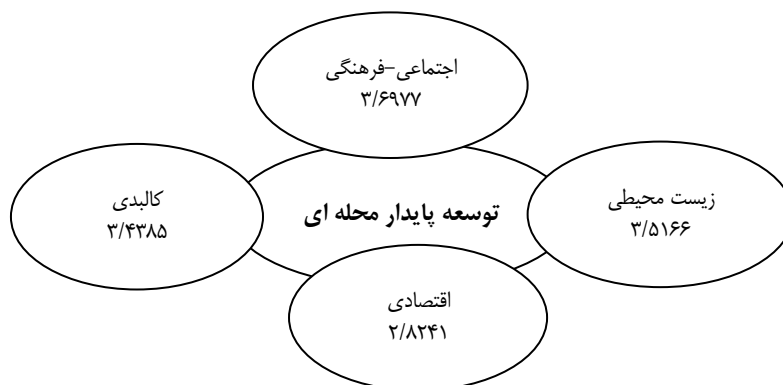 اجتماعی-فرهنگی
۳/۶۹۷۷
زیست محیطی
۳/۵۱۶۶
توسعه پایدار محله ای
کالبدی
۳/۴۳۸۵
اقتصادی
۲/۸۲۴۱